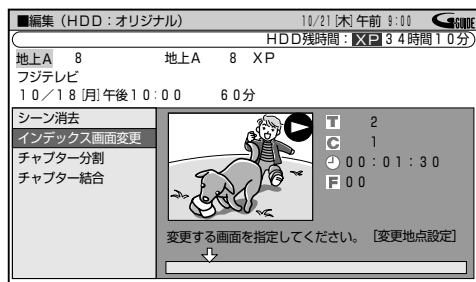 ■編集（HDD：オリジナル） 10/21[木]午前 9:00 GGUIDE
HDD残時間：XP34時間10分
地上A 8 地上A 8 XP
フジテレビ
10/18[月]午後10:00 60分
シーン消去
インデックス画面変更
チャプター分割
チャプター結合
T 2
C 1
00:01:30
F 00
変更する画面を指定してください。 [変更地点設定]